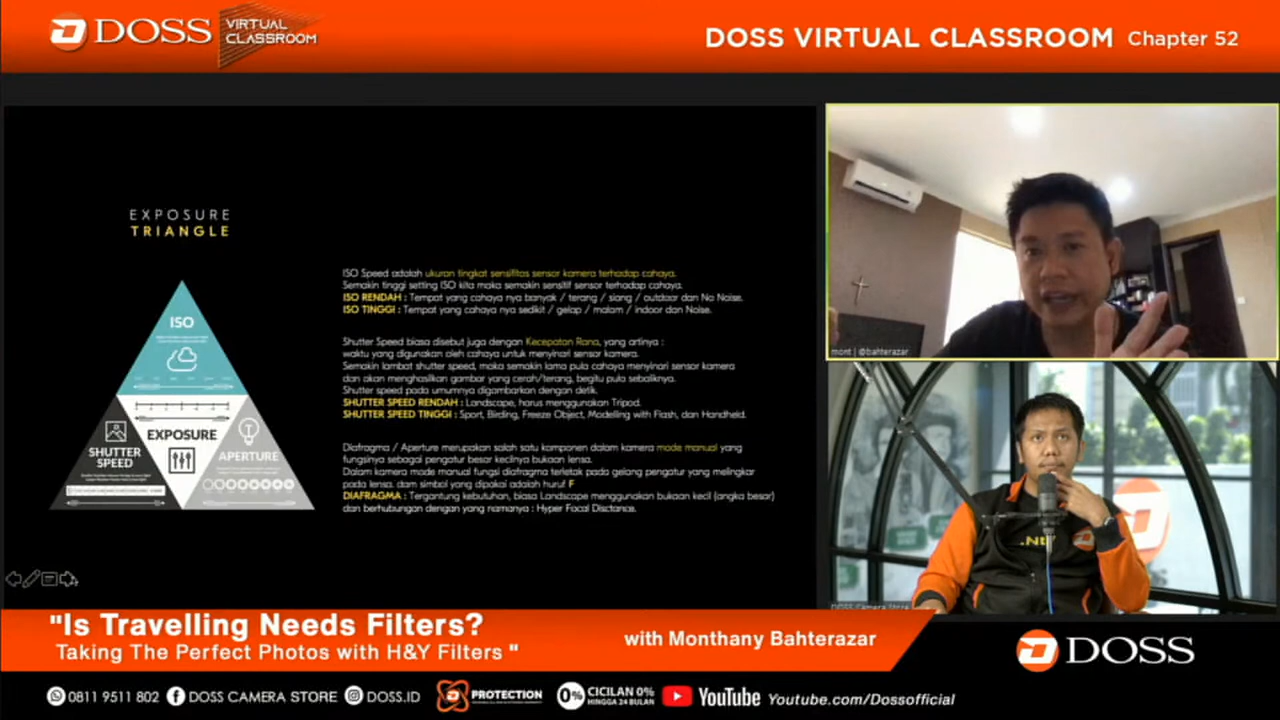 DOSS VIRTUAL CLASSROOM
DOSS VIRTUAL CLASSROOM Chapter 52
EXPOSURE
TRIANGLE
ISO
SHUTTER SPEED
EXPOSURE
APERTURE
ISO Speed adalah ukuran tingkat sensifitas sensor kamera terhadap cahaya.
Semakin tinggi setting ISO kita maka semakin sensitif sensor terhadap cahaya.
ISO RENDAH : Tempat yang cahaya nya banyak / terang / siang / outdoor dan No Noise.
ISO TINGGI : Tempat yang cahaya nya sedikit / gelap / malam / indoor dan Noise.
Shutter Speed biasa disebut juga dengan Kecepatan Rana, yang artinya :
waktu yang digunakan oleh cahaya untuk menyinari sensor kamera.
Semakin lambat shutter speed, maka semakin lama pula cahaya menyinari sensor kamera
dan akan menghasilkan gambar yang cerah/terang, begitu pula sebaliknya.
Shutter speed pada umumnya digambarkan dengan detik.
SHUTTER SPEED RENDAH : Landscape, harus menggunakan Tripod.
SHUTTER SPEED TINGGI : Sport, Birding, Freeze Object, Modelling with Flash, dan Handheld.
Diafragma / Aperture merupakan salah satu komponen dalam kamera mode manual yang
fungsinya sebagai pengatur besar kecilnya bukaan lensa.
Dalam kamera mode manual fungsi diafragma terletak pada gelang pengatur yang melingkar
pada lensa. dam simbol yang dipakai adalah huruf F
DIAFRAGMA : Tergantung kebutuhan, biasa Landscape menggunakan bukaan kecil (angka besar)
dan berhubungan dengan yang namanya : Hyper Focal Disctance.
mont | @bahterazar
DOSS Camera Store
"Is Travelling Needs Filters?
Taking The Perfect Photos with H&Y Filters "
with Monthany Bahterazar
DOSS
0811 9511 802 DOSS CAMERA STORE DOSS.ID PROTECTION 0% CICILAN 0% HINGGA 24 BULAN YouTube Youtube.com/Dossofficial